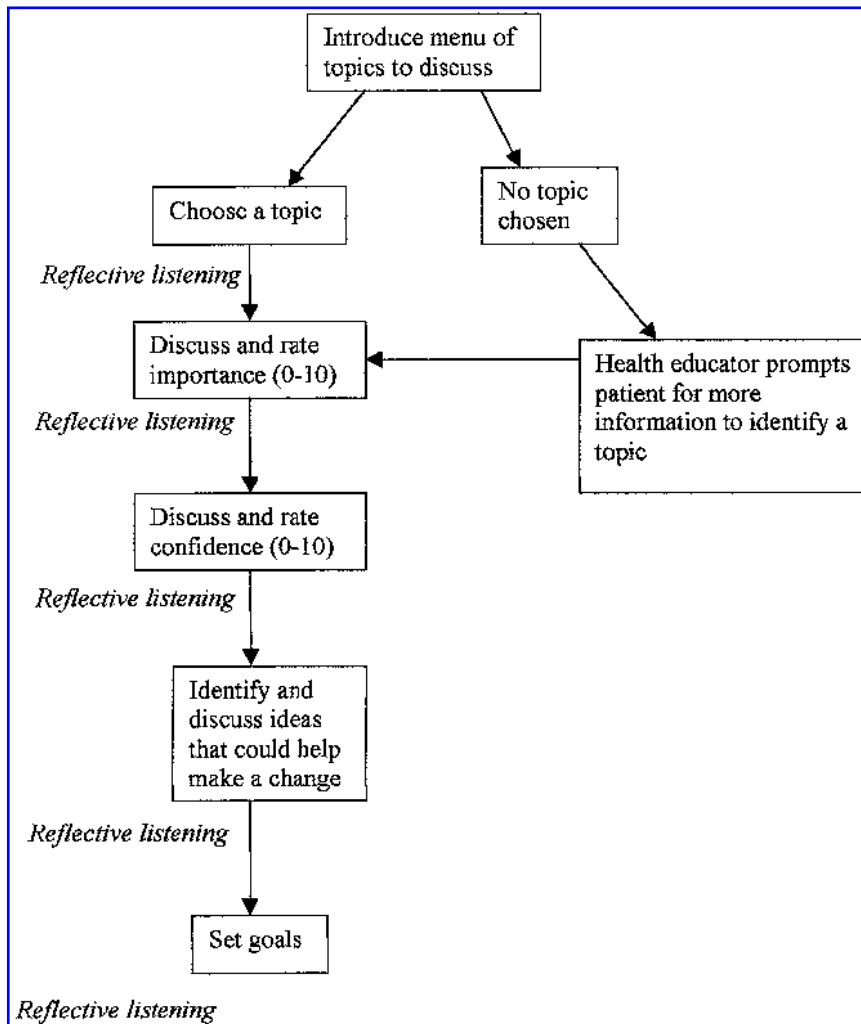 Introduce menu of
topics to discuss
Choose a topic
No topic
chosen
Reflective listening
Discuss and rate
importance (0-10)
Health educator prompts
patient for more
information to identify a
topic
Reflective listening
Discuss and rate
confidence (0-10)
Reflective listening
Identify and
discuss ideas
that could help
make a change
Reflective listening
Set goals
Reflective listening